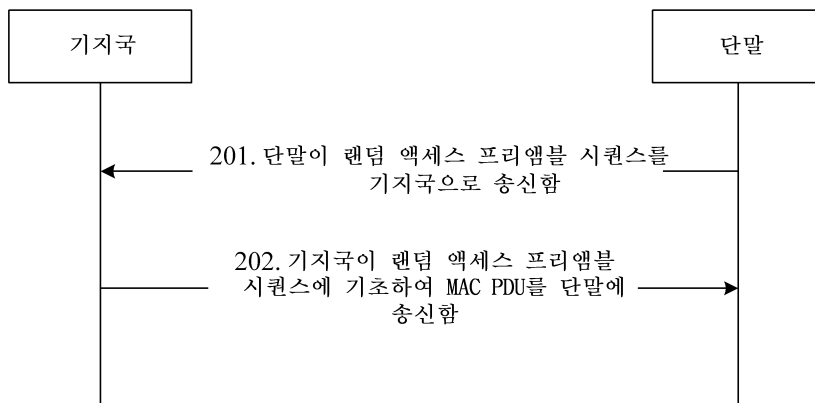 기지국
단말
201. 단말이 랜덤 액세스 프리앰블 시퀀스를
기지국으로 송신함
202. 기지국이 랜덤 액세스 프리앰블
시퀀스에 기초하여 MAC PDU를 단말에
송신함